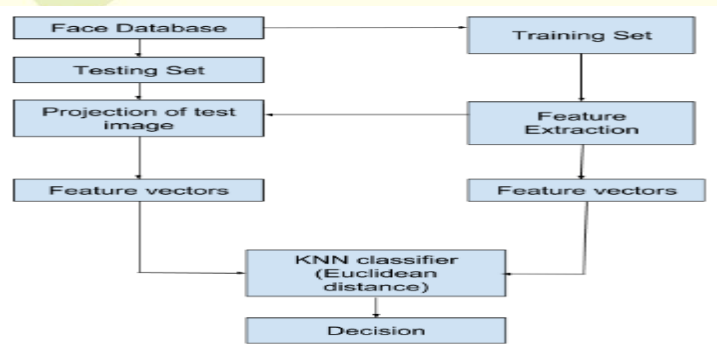 Face Database
Training Set
Testing Set
Projection of test
image
Feature
Extraction
Feature vectors
Feature vectors
KNN classifier
(Euclidean
distance)
Decision